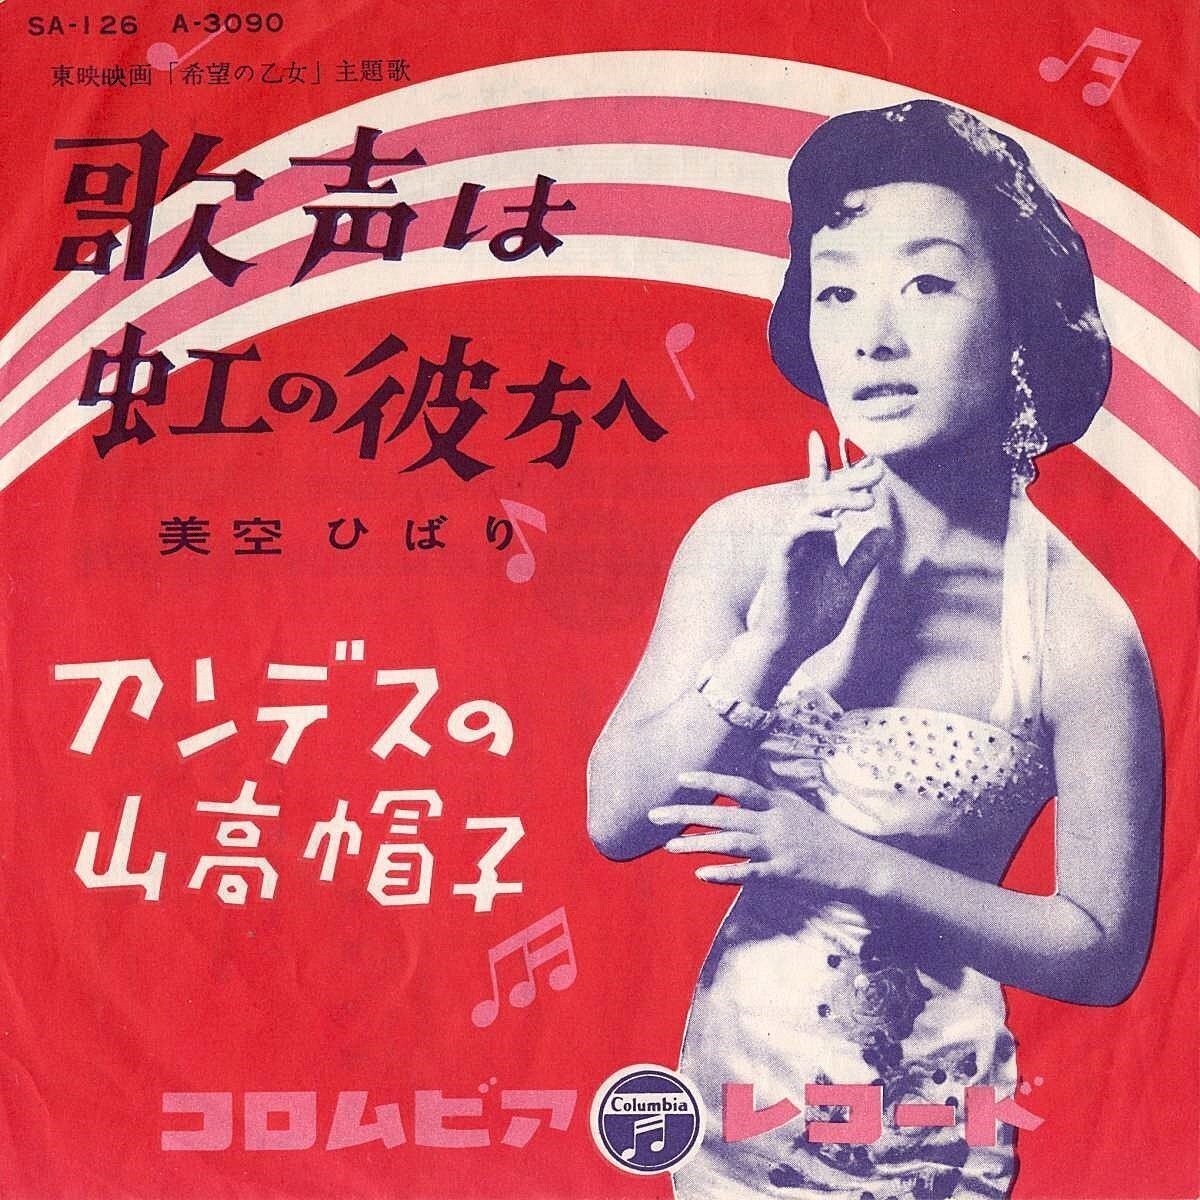 SA-126 A-3090
東映映画「希望の乙女」主題歌
歌声は
虹の彼方へ
美空ひばり
アンデスの
山高帽子
コロムビア Columbia レコード